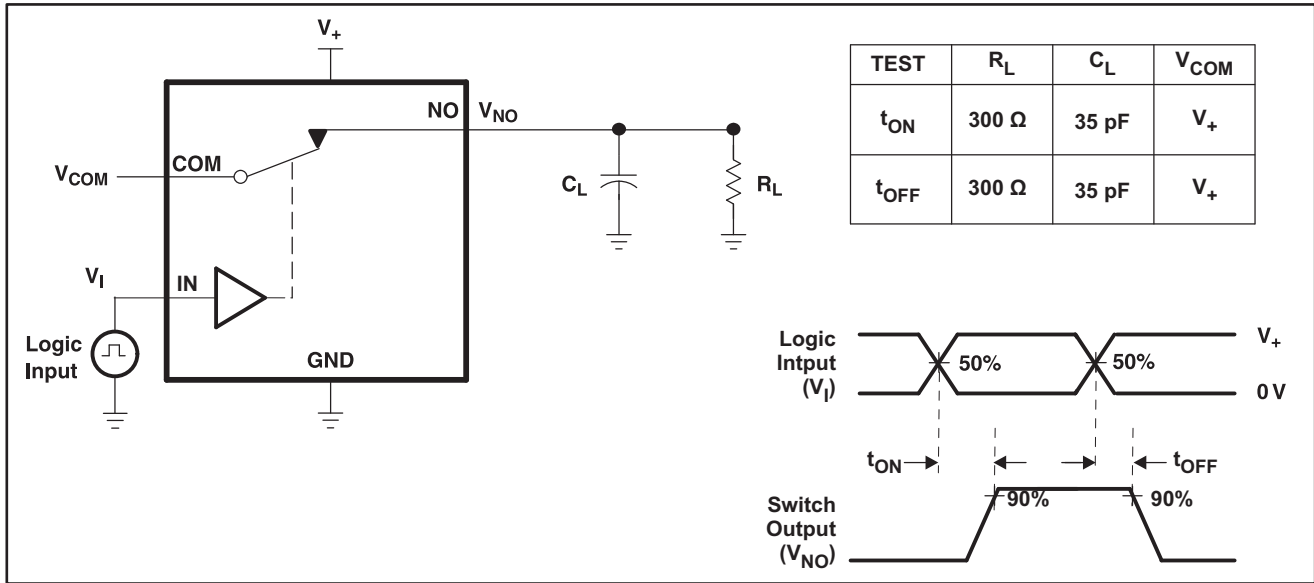 V+
NO
VNO
COM
VCOM
CL
RL
VI
IN
Logic
Input
GND
TEST RL CL VCOM
tON 300 Ω 35 pF V+
tOFF 300 Ω 35 pF V+
Logic
Intput
(VI)
50%
50%
V+
0 V
tON
tOFF
Switch
Output
(VNO)
90%
90%